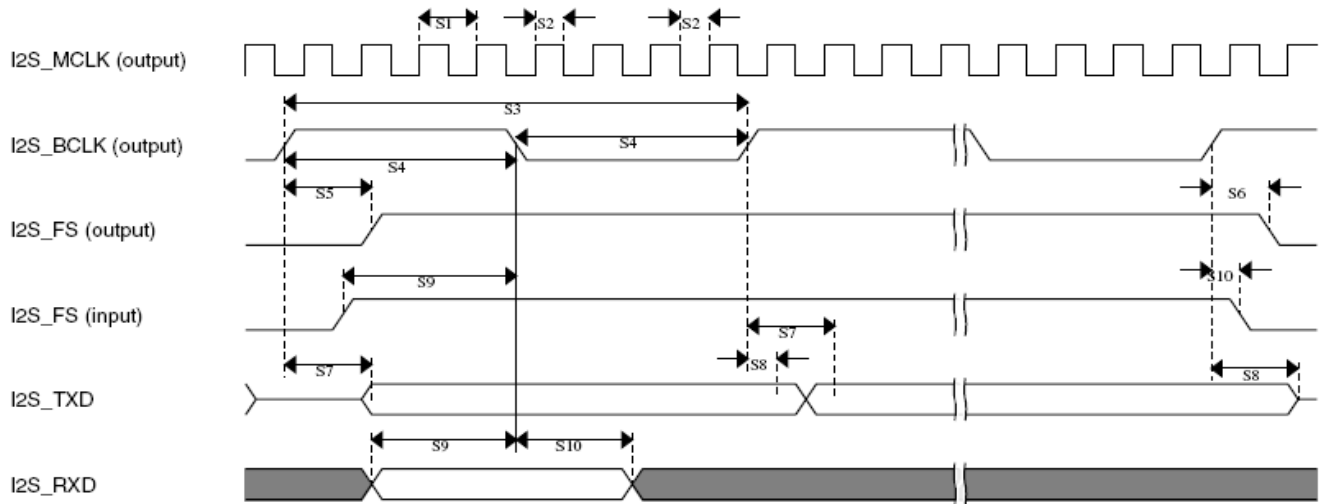 S1 S2 S2
I2S_MCLK (output)
S3
I2S_BCLK (output)
S4
S4
S5 S6
I2S_FS (output)
S9 S10
I2S_FS (input)
S7
S7 S8 S8
I2S_TXD
S9 S10
I2S_RXD